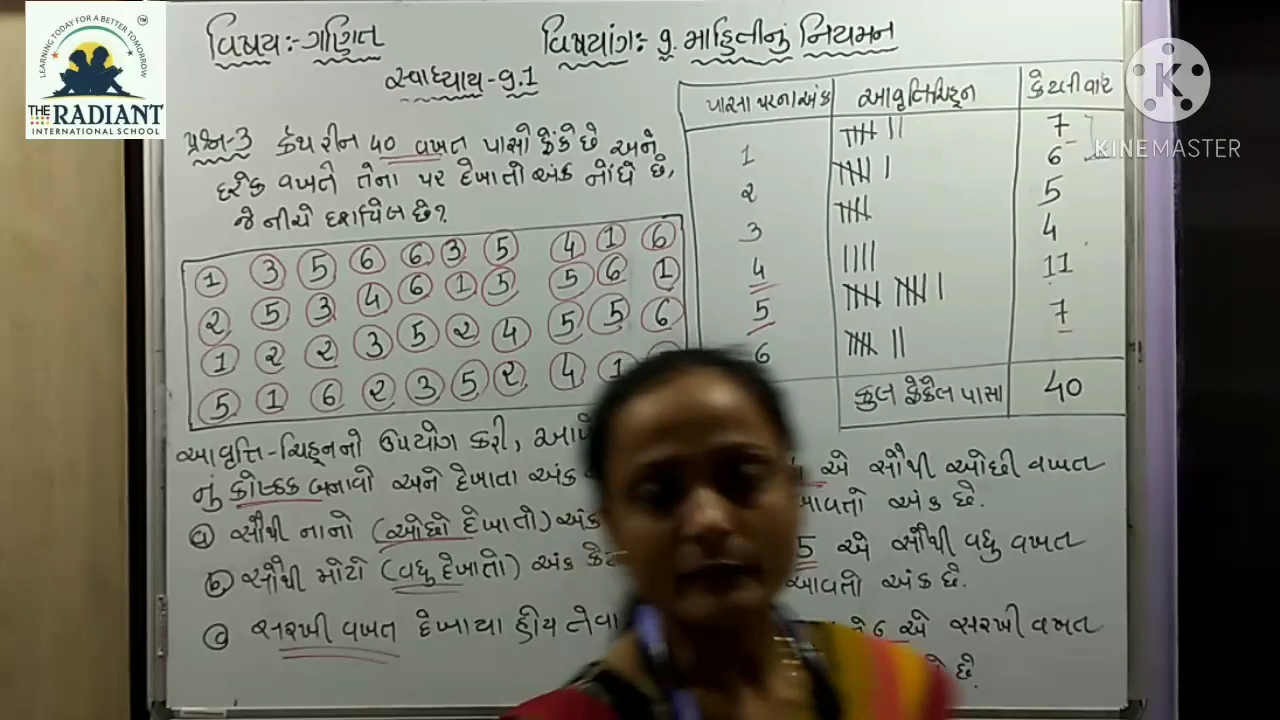 LEARNING TODAY FOR A BETTER TOMORROW
THE RADIANT
INTERNATIONAL SCHOOL
KINEMASTER
વિષય:- ગણિત
વિષયાંગ: ૭. માહિતીનું નિયમન
સ્વાધ્યાય-૭.1
પ્રશ્ન-3 કેથરીન ૪0 વખત પાસો ફેંકે છે અને
દરેક વખતે તેના પર દેખાતો અંક નોંધે છે,
જે નીચે દર્શાવેલ છે?
1 3 5 6 6 3 5 4 1 6
2 5 3 4 6 1 5 5 6 1
1 2 2 3 5 2 4 5 5 6
5 1 6 2 3 5 2 4 1
પાસા પરના અંક આવૃત્તિચિહ્ન કેટલીવાર
1 7
2 6
3 5
4 4
5 11
6 7
કુલ ફેંકેલ પાસા 40
આવૃત્તિ-ચિહ્નનો ઉપયોગ કરી,
નું કોષ્ટક બનાવો અને દેખાતા અંક
a સૌથી નાનો (ઓછો દેખાતો) અંક
b સૌથી મોટો (વધુ દેખાતો) અંક
c સરખી વખત દેખાયા હોય તેવા
એ સૌથી ઓછી વખત
આવતો અંક છે.
5 એ સૌથી વધુ વખત
આવતો અંક છે.
6 એ સરખી વખત
છે.